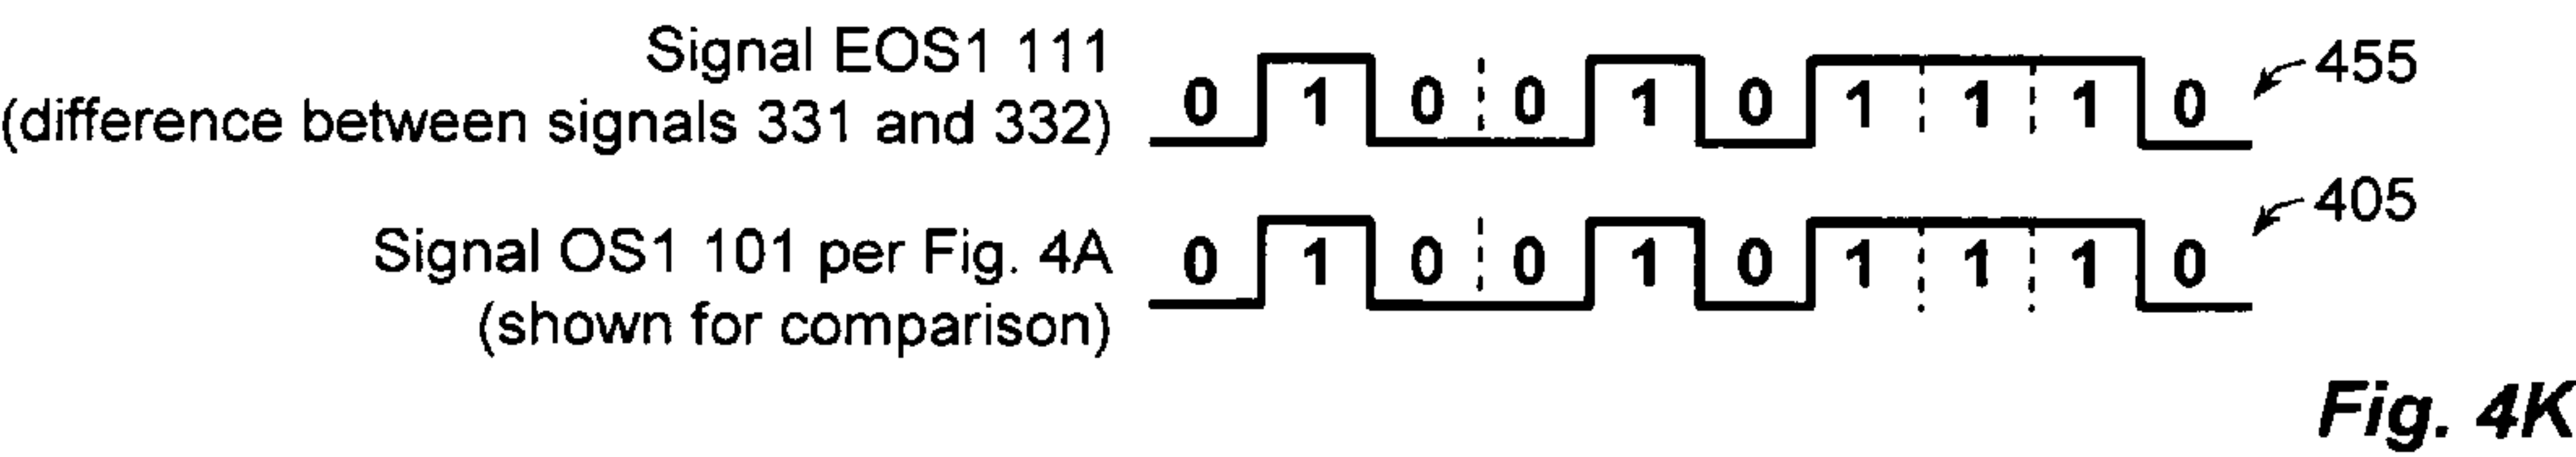 Signal EOS1 111
(difference between signals 331 and 332)
0 1 0 0 1 0 1 1 1 0
455
Signal OS1 101 per Fig. 4A
(shown for comparison)
0 1 0 0 1 0 1 1 1 0
405
Fig. 4K